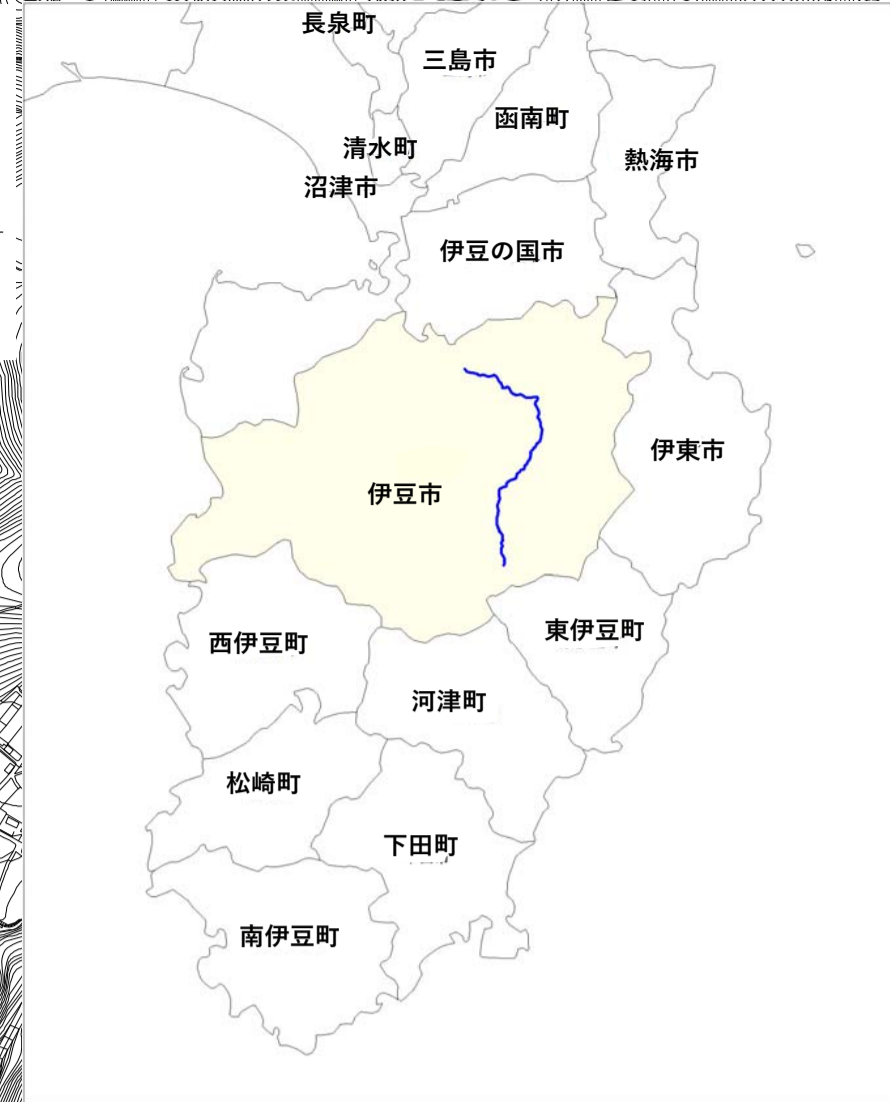 長泉町
三島市
函南町
清水町
熱海市
沼津市
伊豆の国市
伊東市
伊豆市
東伊豆町
西伊豆町
河津町
松崎町
下田町
南伊豆町